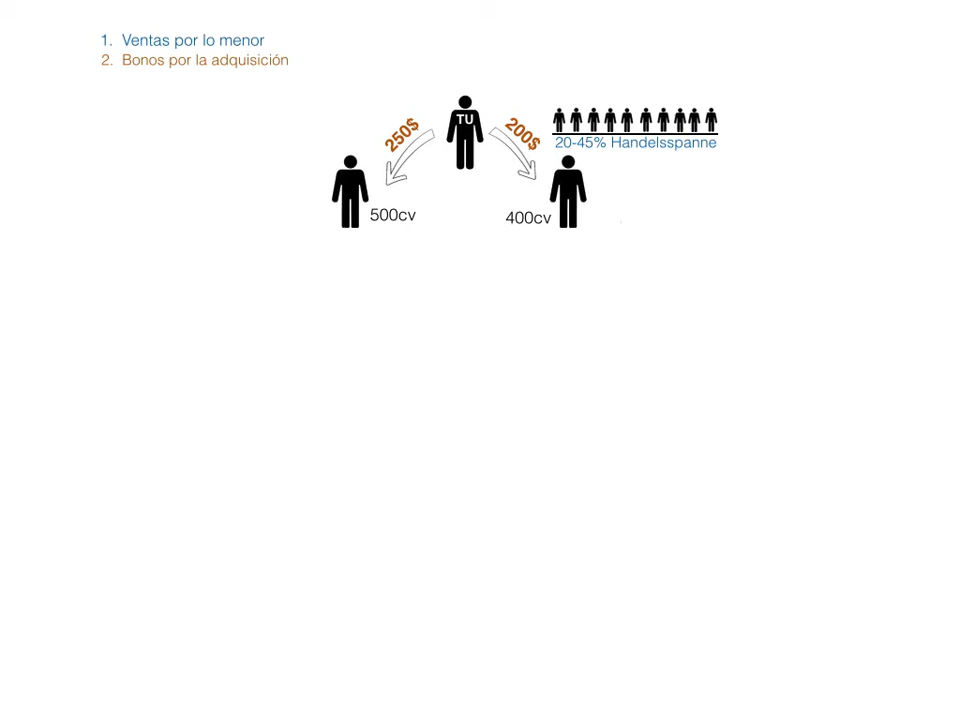 1. Ventas por lo menor
2. Bonos por la adquisición
TU
250$
200$
20-45% Handelsspanne
500cv
400cv